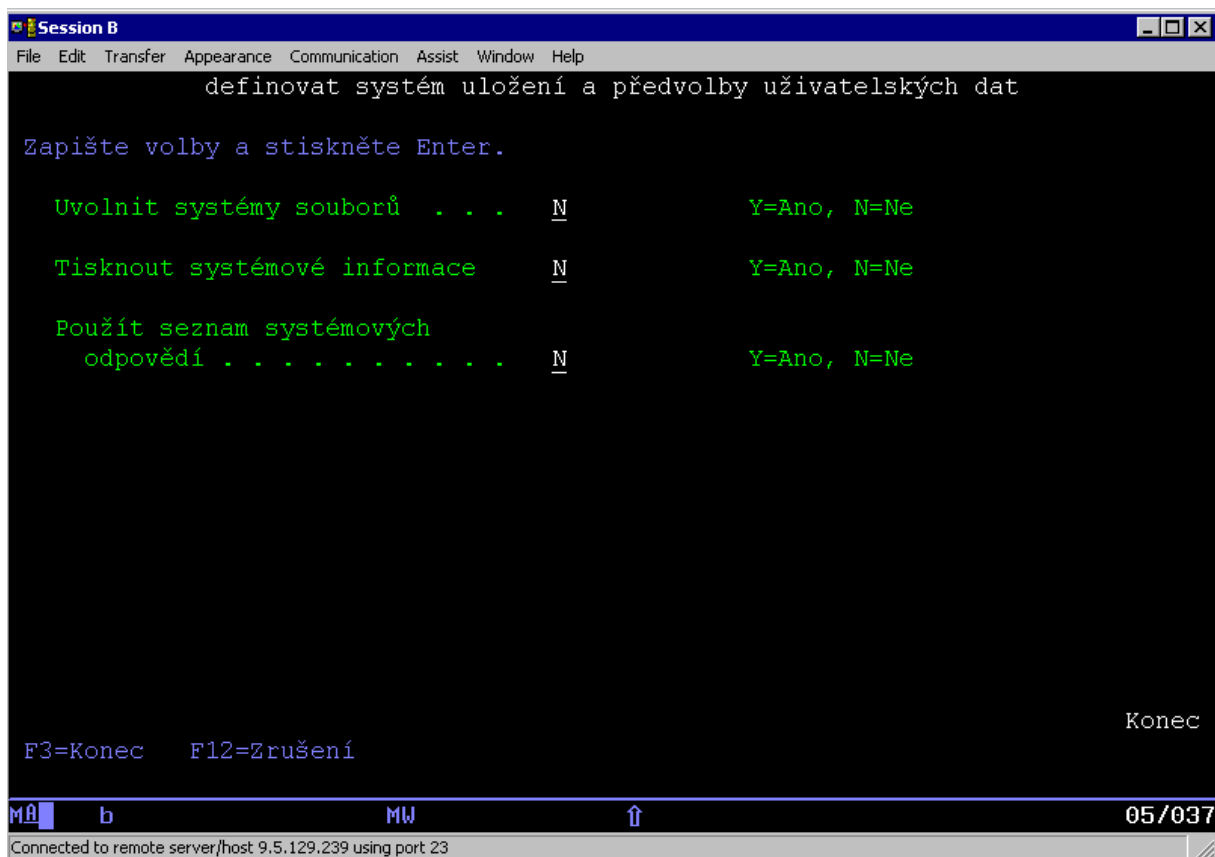 Session B
File Edit Transfer Appearance Communication Assist Window Help
definovat systém uložení a předvolby uživatelských dat
Zapište volby a stiskněte Enter.
Uvolnit systémy souborů . . . N Y=Ano, N=Ne
Tisknout systémové informace N Y=Ano, N=Ne
Použít seznam systémových
odpovědí . . . . . . . . . . N Y=Ano, N=Ne
Konec
F3=Konec F12=Zrušení
MA b MW 05/037
Connected to remote server/host 9.5.129.239 using port 23